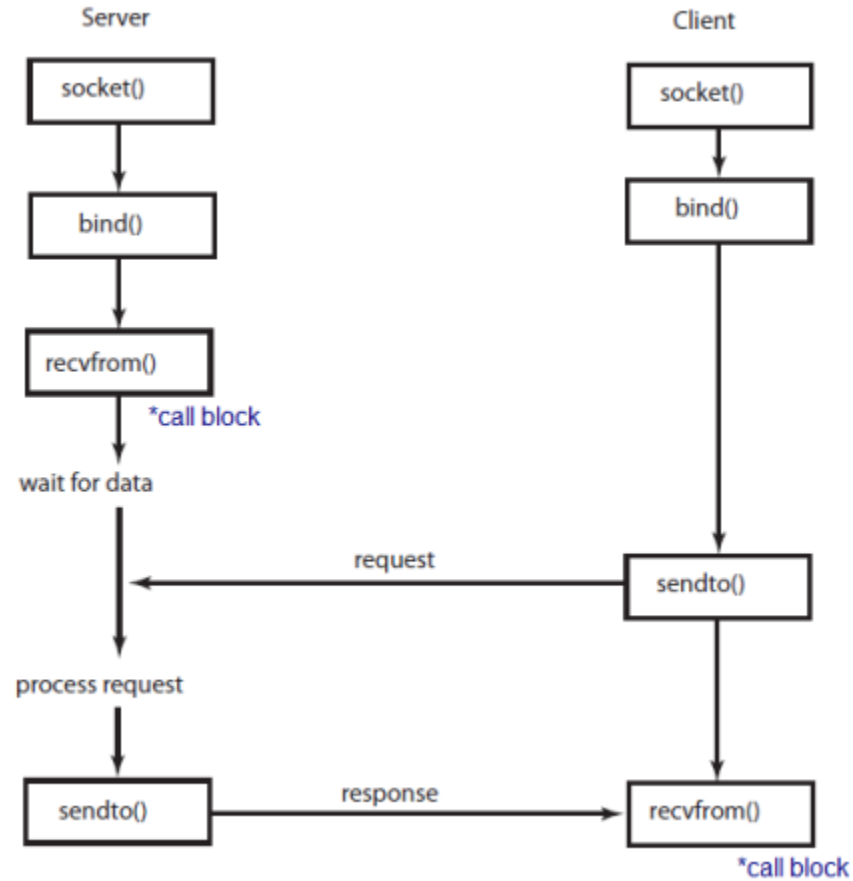 Server
Client
socket()
socket()
bind()
bind()
recvfrom()
*call block
wait for data
request
sendto()
process request
sendto()
response
recvfrom()
*call block